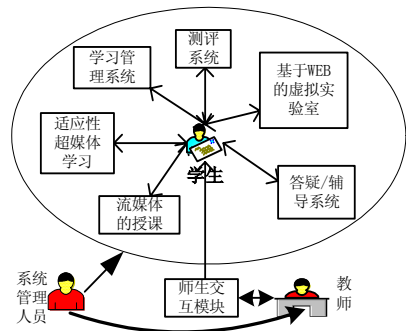 测评
系统
学习管
理系统
基于WEB
的虚拟实
验室
适应性
超媒体
学习
学生
流媒体
的授课
答疑/辅
导系统
系统
管理
人员
师生交
互模块
教
师